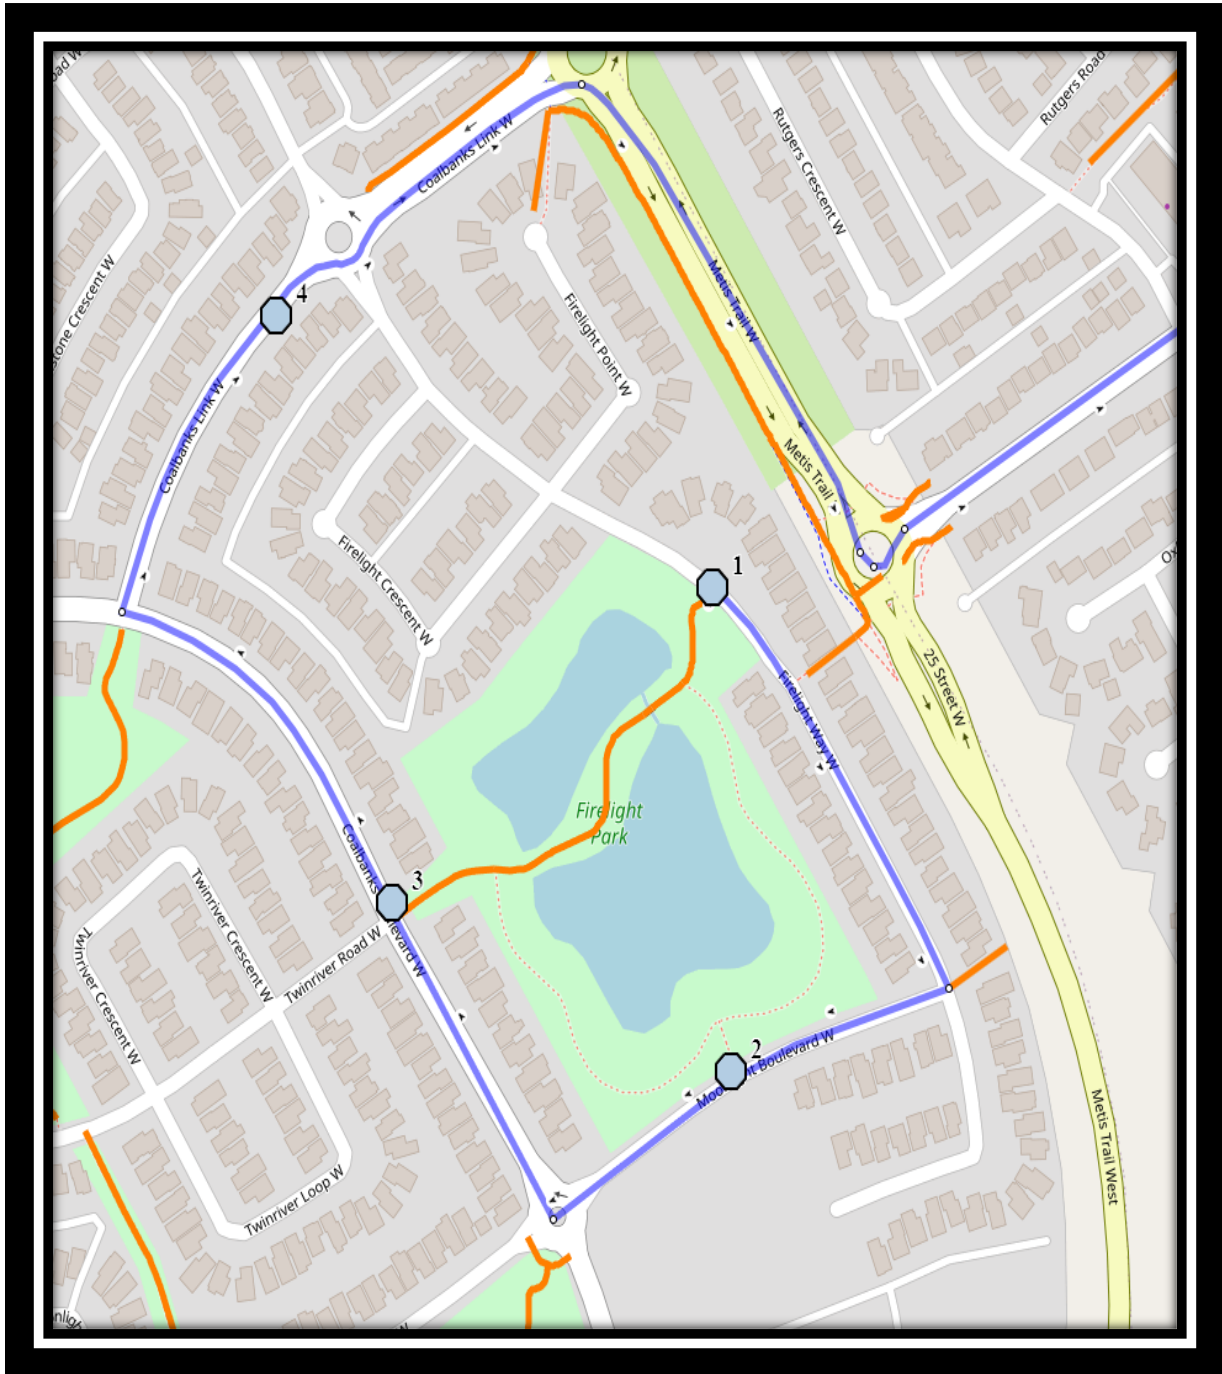 Rutgers Road
Coalbanks Link W
Rutgers Crescent W
4
Metis Trail W
Firelight Point W
Coalbanks Link W
Metis Trail
Firelight Crescent W
1
25 Street W
Firelight Way W
Firelight
Park
3
Coalbanks
Twinriver Crescent W
Twinriver Road W
Twinriver Crescent W
2
Boulevard W
Metis Trail West
Twinriver Loop W